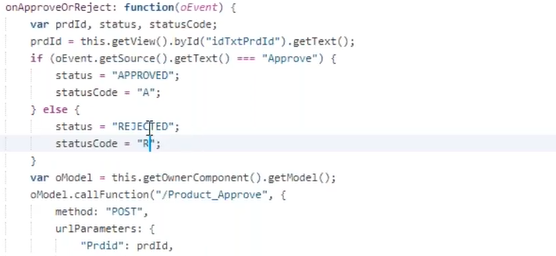 onApproveOrReject: function(oEvent) {
var prdId, status, statusCode;
prdId = this.getView().byId("idTxtPrdId").getText();
if (oEvent.getSource().getText() === "Approve") {
status = "APPROVED";
statusCode = "A";
} else {
status = "REJECTED";
statusCode = "R";
}
var oModel = this.getOwnerComponent().getModel();
oModel.callFunction("/Product_Approve", {
method: "POST",
urlParameters: {
"Prdid": prdId,